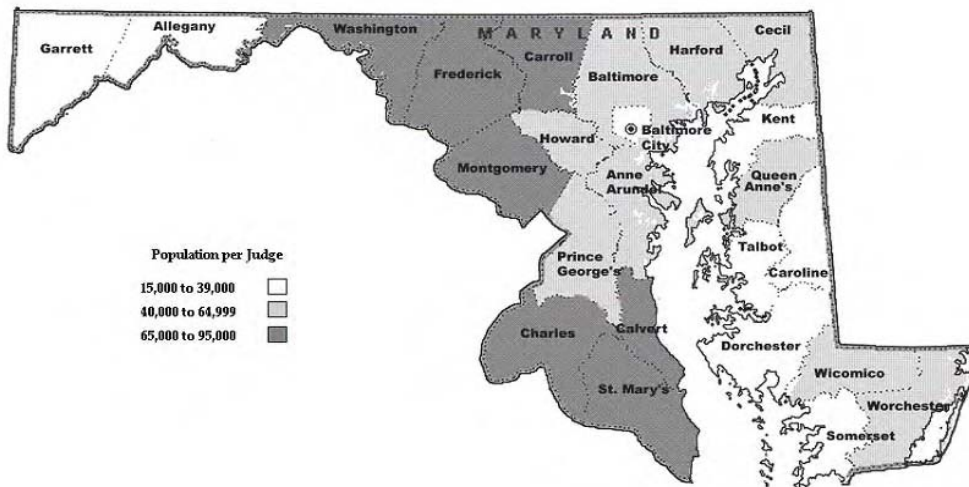 MARYLAND
Garrett
Allegany
Washington
Frederick
Carroll
Baltimore
Harford
Cecil
Kent
Howard
Baltimore
City
Montgomery
Anne
Arundel
Queen
Anne's
Talbot
Caroline
Prince
George's
Charles
Calvert
St. Mary's
Dorchester
Wicomico
Worchester
Somerset
Population per Judge
15,000 to 39,000
40,000 to 64,999
65,000 to 95,000